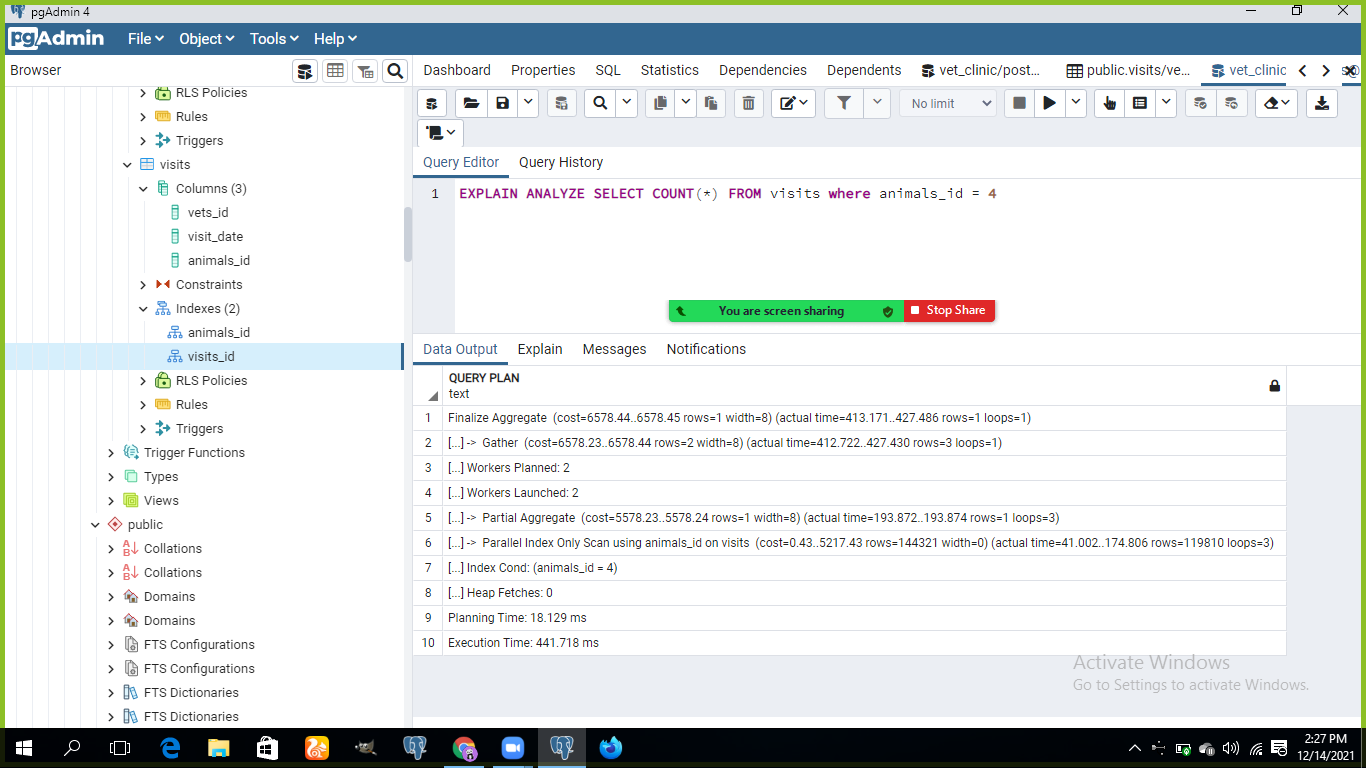 pgAdmin 4
pgAdmin File Object Tools Help
Browser
Dashboard Properties SQL Statistics Dependencies Dependents vet_clinic/post... public.visits/ve... vet_clinic
No limit
RLS Policies
Rules
Triggers
visits
Columns (3)
vets_id
visit_date
animals_id
Constraints
Indexes (2)
animals_id
visits_id
RLS Policies
Rules
Triggers
Trigger Functions
Types
Views
public
Collations
Collations
Domains
Domains
FTS Configurations
FTS Configurations
FTS Dictionaries
FTS Dictionaries
Query Editor Query History
1 EXPLAIN ANALYZE SELECT COUNT(*) FROM visits where animals_id = 4
You are screen sharing Stop Share
Data Output Explain Messages Notifications
QUERY PLAN
text
1 Finalize Aggregate (cost=6578.44..6578.45 rows=1 width=8) (actual time=413.171..427.486 rows=1 loops=1)
2 [...] -> Gather (cost=6578.23..6578.44 rows=2 width=8) (actual time=412.722..427.430 rows=3 loops=1)
3 [...] Workers Planned: 2
4 [...] Workers Launched: 2
5 [...] -> Partial Aggregate (cost=5578.23..5578.24 rows=1 width=8) (actual time=193.872..193.874 rows=1 loops=3)
6 [...] -> Parallel Index Only Scan using animals_id on visits (cost=0.43..5217.43 rows=144321 width=0) (actual time=41.002..174.806 rows=119810 loops=3)
7 [...] Index Cond: (animals_id = 4)
8 [...] Heap Fetches: 0
9 Planning Time: 18.129 ms
10 Execution Time: 441.718 ms
Activate Windows
Go to Settings to activate Windows.
2:27 PM
12/14/2021